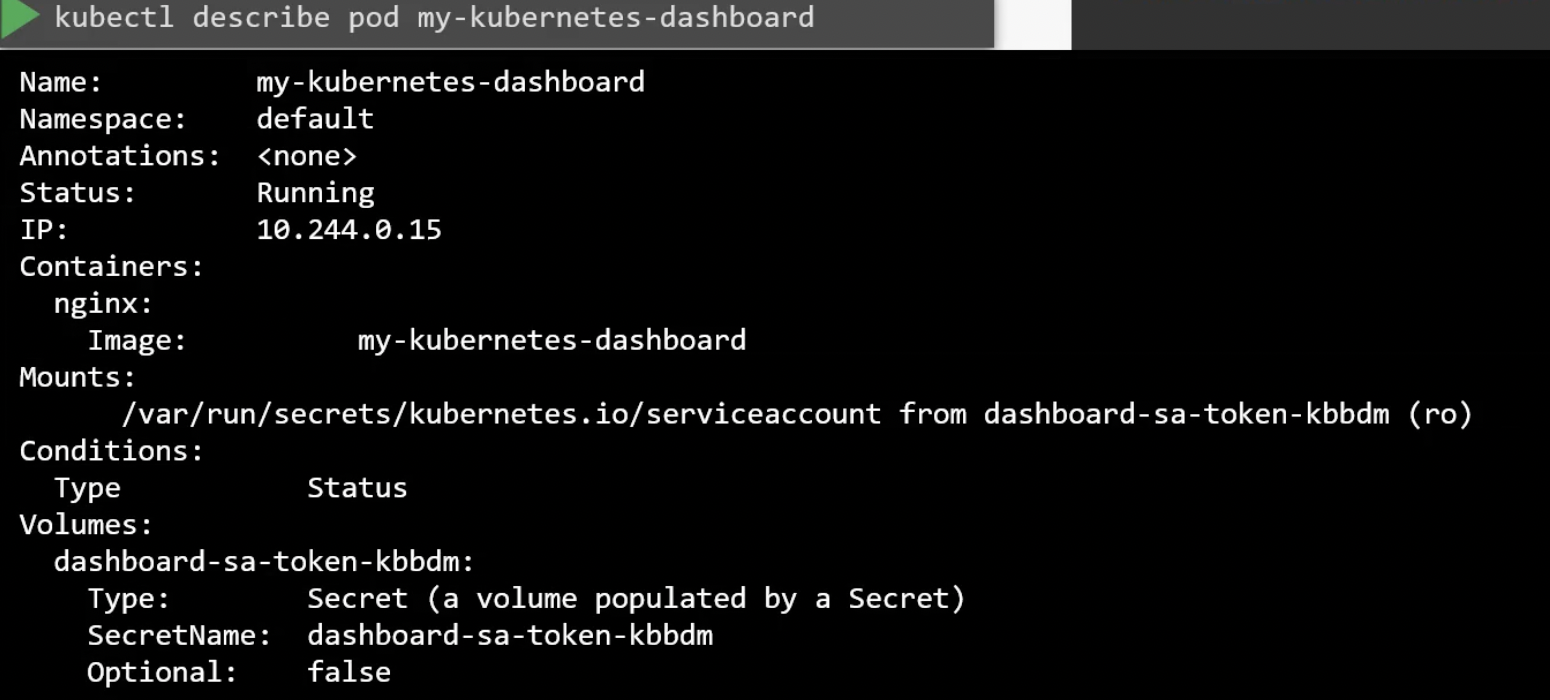 kubectl describe pod my-kubernetes-dashboard
Name: my-kubernetes-dashboard
Namespace: default
Annotations: <none>
Status: Running
IP: 10.244.0.15
Containers:
nginx:
Image: my-kubernetes-dashboard
Mounts:
/var/run/secrets/kubernetes.io/serviceaccount from dashboard-sa-token-kbbdm (ro)
Conditions:
Type Status
Volumes:
dashboard-sa-token-kbbdm:
Type: Secret (a volume populated by a Secret)
SecretName: dashboard-sa-token-kbbdm
Optional: false